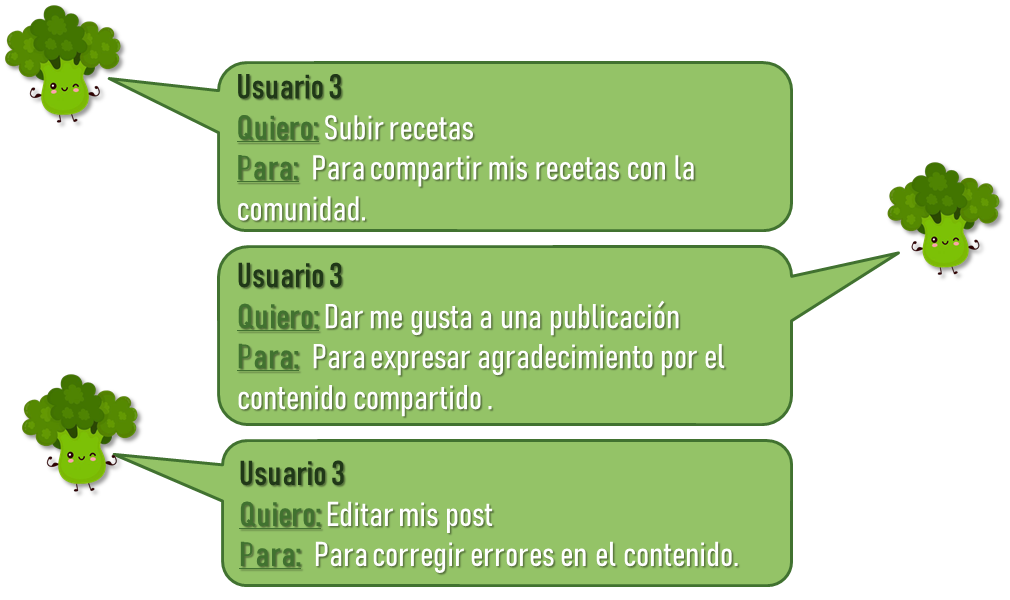 Usuario 3
Quiero: Subir recetas
Para: Para compartir mis recetas con la
comunidad.
Usuario 3
Quiero: Dar me gusta a una publicación
Para: Para expresar agradecimiento por el
contenido compartido .
Usuario 3
Quiero: Editar mis post
Para: Para corregir errores en el contenido.